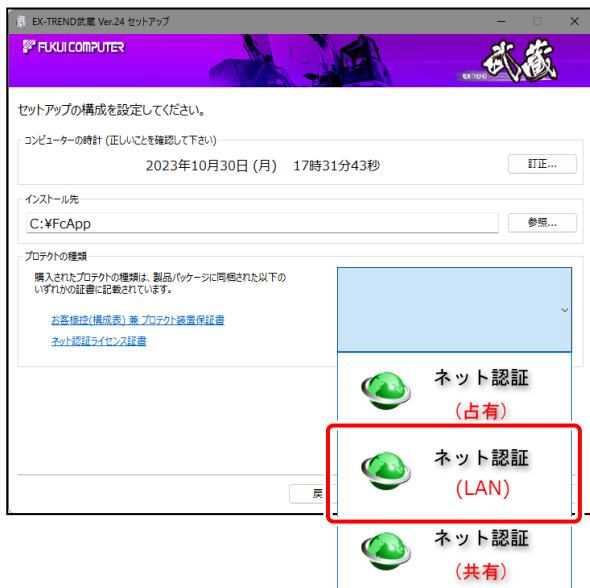 EX-TREND武蔵 Ver.24 セットアップ
FUKUI COMPUTER
EX-TREND 武蔵
セットアップの構成を設定してください。
コンピューターの時計 (正しいことを確認して下さい)
2023年10月30日 (月) 17時31分43秒
訂正...
インストール先
C:¥FcApp
参照...
プロテクトの種類
購入されたプロテクトの種類は、製品パッケージに同梱された以下の
いずれかの証書に記載されています。
お客様控(構成表) 兼 プロテクト装置保証書
ネット認証ライセンス証書
ネット認証
(占有)
ネット認証
(LAN)
戻
ネット認証
(共有)